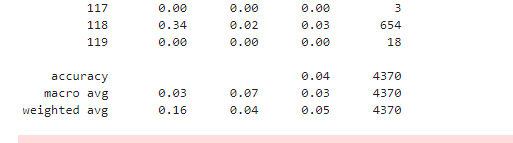 117 0.00 0.00 0.00 3
118 0.34 0.02 0.03 654
119 0.00 0.00 0.00 18
accuracy 0.04 4370
macro avg 0.03 0.07 0.03 4370
weighted avg 0.16 0.04 0.05 4370